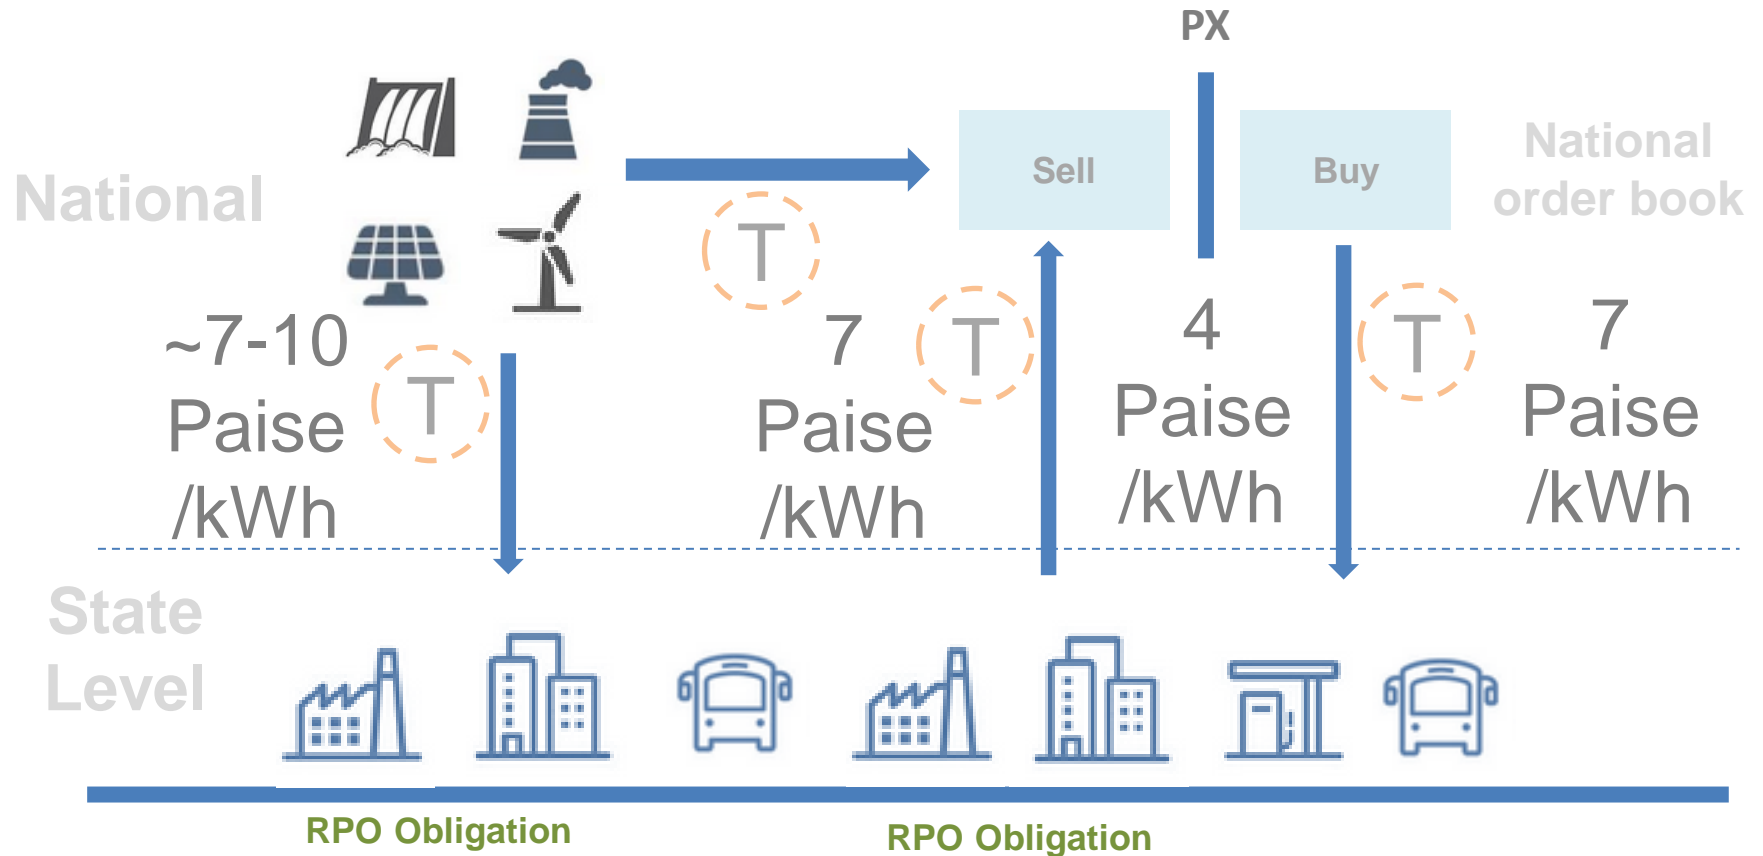 PX
National
Sell
Buy
National
order book
T
T
T
T
~7-10
Paise
/kWh
7
Paise
/kWh
4
Paise
/kWh
7
Paise
/kWh
State
Level
RPO Obligation
RPO Obligation